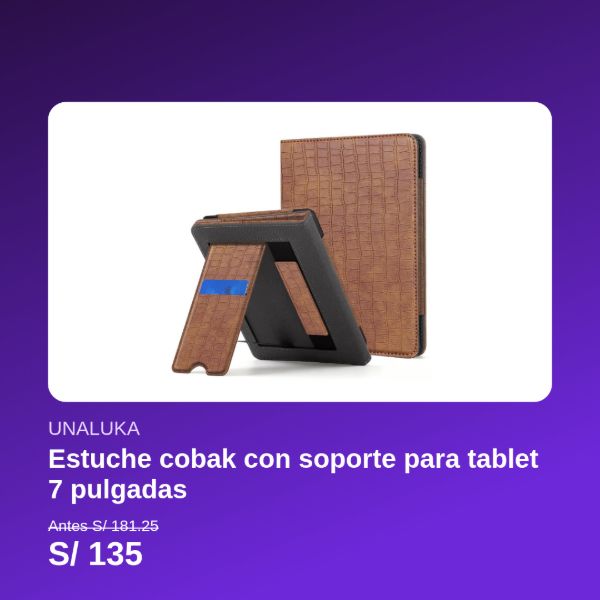 UNALUKA
Estuche cobak con soporte para tablet
7 pulgadas
Antes S/ 181.25
S/ 135